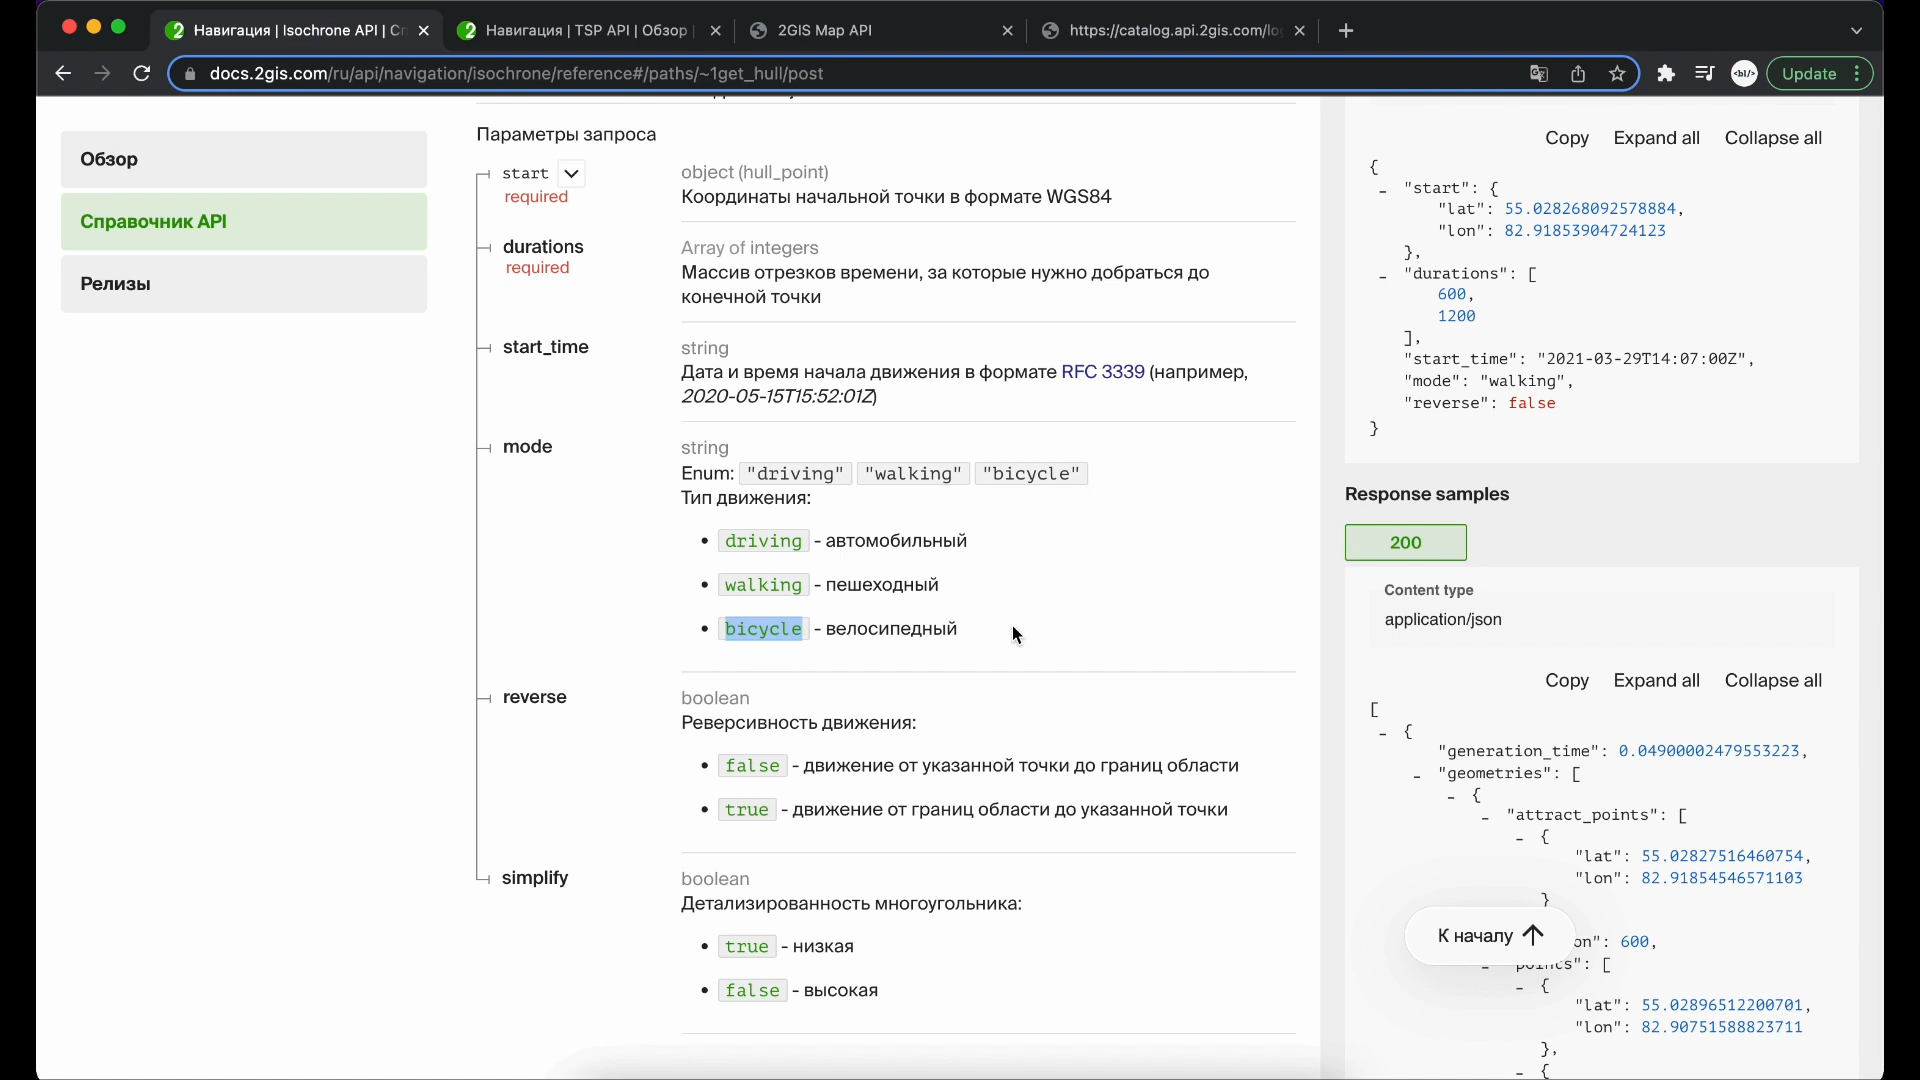 Навигация | Isochrone API | Сп
Навигация | TSP API | Обзор
2GIS Map API
https://catalog.api.2gis.com/lo
docs.2gis.com/ru/api/navigation/isochrone/reference#/paths/~1get_hull/post
Update
Обзор
Справочник API
Релизы
Параметры запроса
start
required
object (hull_point)
Координаты начальной точки в формате WGS84
durations
required
Array of integers
Массив отрезков времени, за которые нужно добраться до
конечной точки
start_time
string
Дата и время начала движения в формате RFC 3339 (например,
2020-05-15T15:52:01Z)
mode
string
Enum: "driving" "walking" "bicycle"
Тип движения:
• driving - автомобильный
• walking - пешеходный
• bicycle - велосипедный
reverse
boolean
Реверсивность движения:
• false - движение от указанной точки до границ области
• true - движение от границ области до указанной точки
simplify
boolean
Детализированность многоугольника:
• true - низкая
• false - высокая
Copy Expand all Collapse all
{
- "start": {
"lat": 55.028268092578884,
"lon": 82.91853904724123
},
- "durations": [
600,
1200
],
"start_time": "2021-03-29T14:07:00Z",
"mode": "walking",
"reverse": false
}
Response samples
200
Content type
application/json
Copy Expand all Collapse all
[
- {
"generation_time": 0.04900002479553223,
- "geometries": [
- {
- "attract_points": [
- {
"lat": 55.02827516460754,
"lon": 82.91854546571103
}
К началу
on": 600,
- "points": [
- {
"lat": 55.02896512200701,
"lon": 82.90751588823711
},
- {